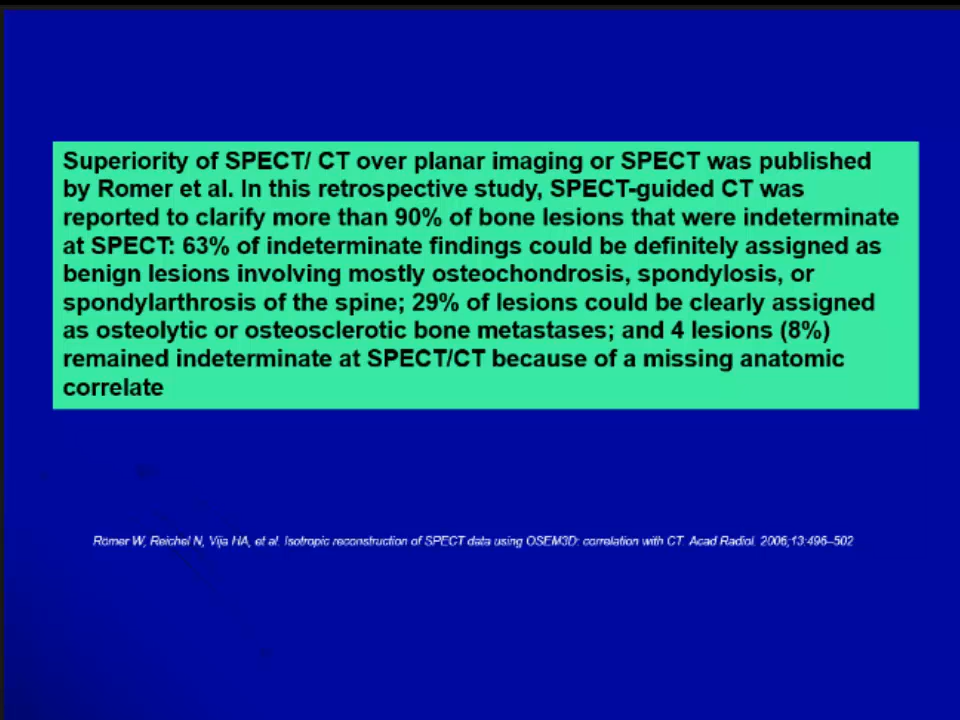 Superiority of SPECT/ CT over planar imaging or SPECT was published
by Romer et al. In this retrospective study, SPECT-guided CT was
reported to clarify more than 90% of bone lesions that were indeterminate
at SPECT: 63% of indeterminate findings could be definitely assigned as
benign lesions involving mostly osteochondrosis, spondylosis, or
spondylarthrosis of the spine; 29% of lesions could be clearly assigned
as osteolytic or osteosclerotic bone metastases; and 4 lesions (8%)
remained indeterminate at SPECT/CT because of a missing anatomic
correlate
Romer W, Reichel N, Vija HA, et al. Isotropic reconstruction of SPECT data using OSEM3D: correlation with CT. Acad Radiol. 2006;13:496–502